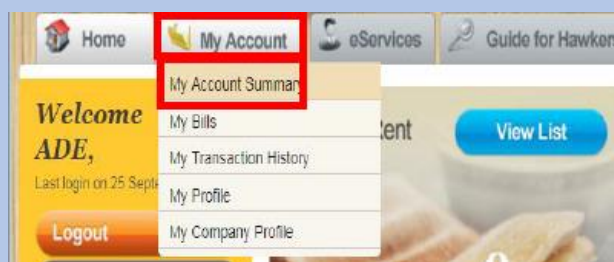 Home My Account eServices Guide for Hawker
My Account Summary
Welcome
ADE,
My Bills
ent View List
My Transaction History
Last login on 25 Septe
My Profile
Logout
My Company Profile